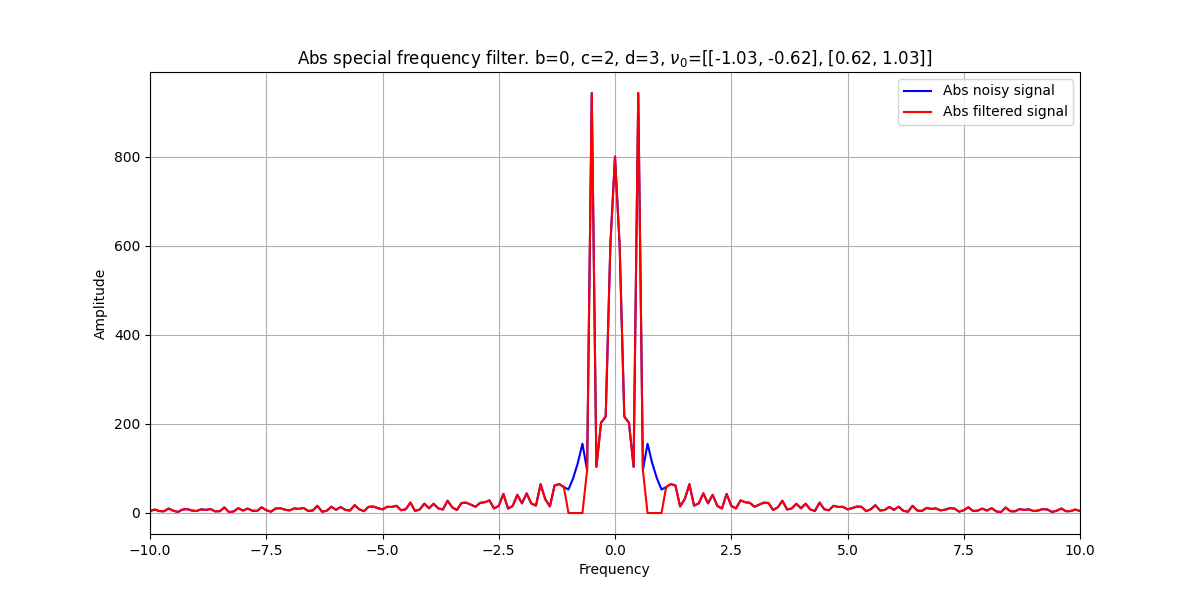 Abs special frequency filter. b=0, c=2, d=3, ν₀=[[-1.03, -0.62], [0.62, 1.03]]
Abs noisy signal
Abs filtered signal
Amplitude
800
600
400
200
0
−10.0 −7.5 −5.0 −2.5 0.0 2.5 5.0 7.5 10.0
Frequency